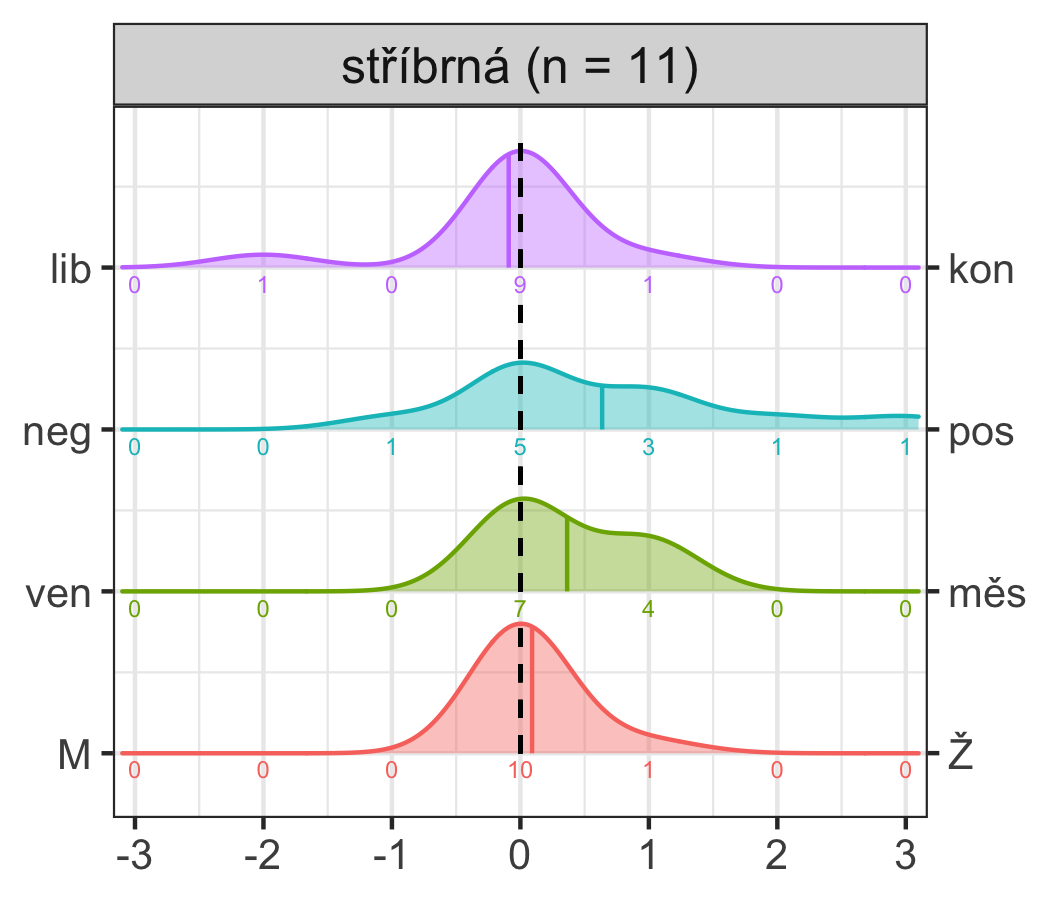 stříbrná (n = 11)
lib kon
0 1 0 9 1 0 0
neg pos
0 0 1 5 3 1 1
ven měs
0 0 0 7 4 0 0
M Ž
0 0 0 10 1 0 0
-3 -2 -1 0 1 2 3